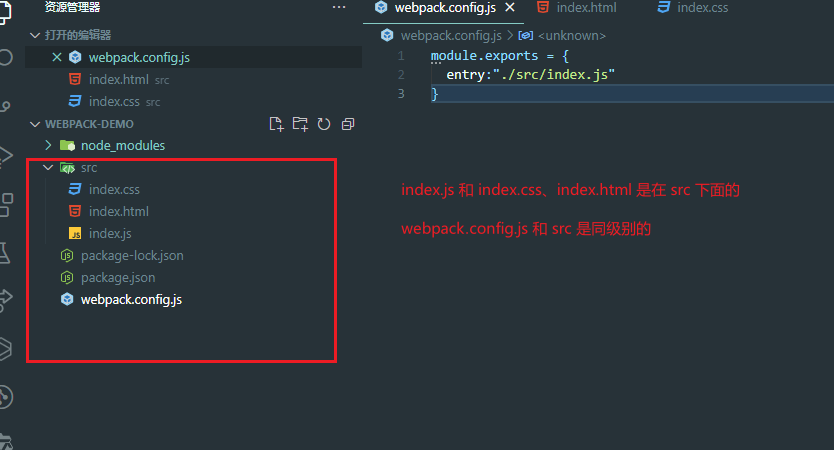 资源管理器
···
打开的编辑器
webpack.config.js
index.html src
index.css src
WEBPACK-DEMO
node_modules
src
index.css
index.html
index.js
package-lock.json
package.json
webpack.config.js
webpack.config.js
index.html
index.css
webpack.config.js > <unknown>
1 module.exports = {
2 entry:"./src/index.js"
3 }
index.js 和 index.css、index.html 是在 src 下面的
webpack.config.js 和 src 是同级别的